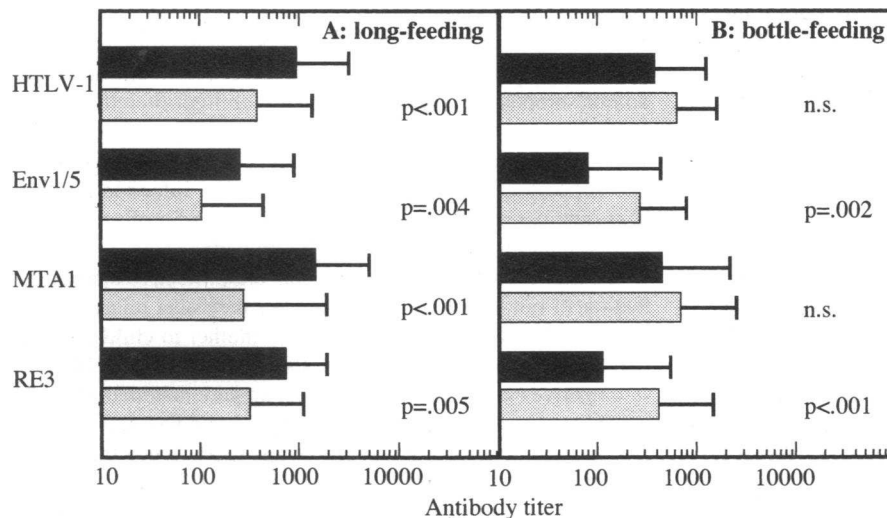 A: long-feeding
B: bottle-feeding
HTLV-1
p<.001
n.s.
Env1/5
p=.004
p=.002
MTA1
p<.001
n.s.
RE3
p=.005
p<.001
10 100 1000 10000 10 100 1000 10000
Antibody titer